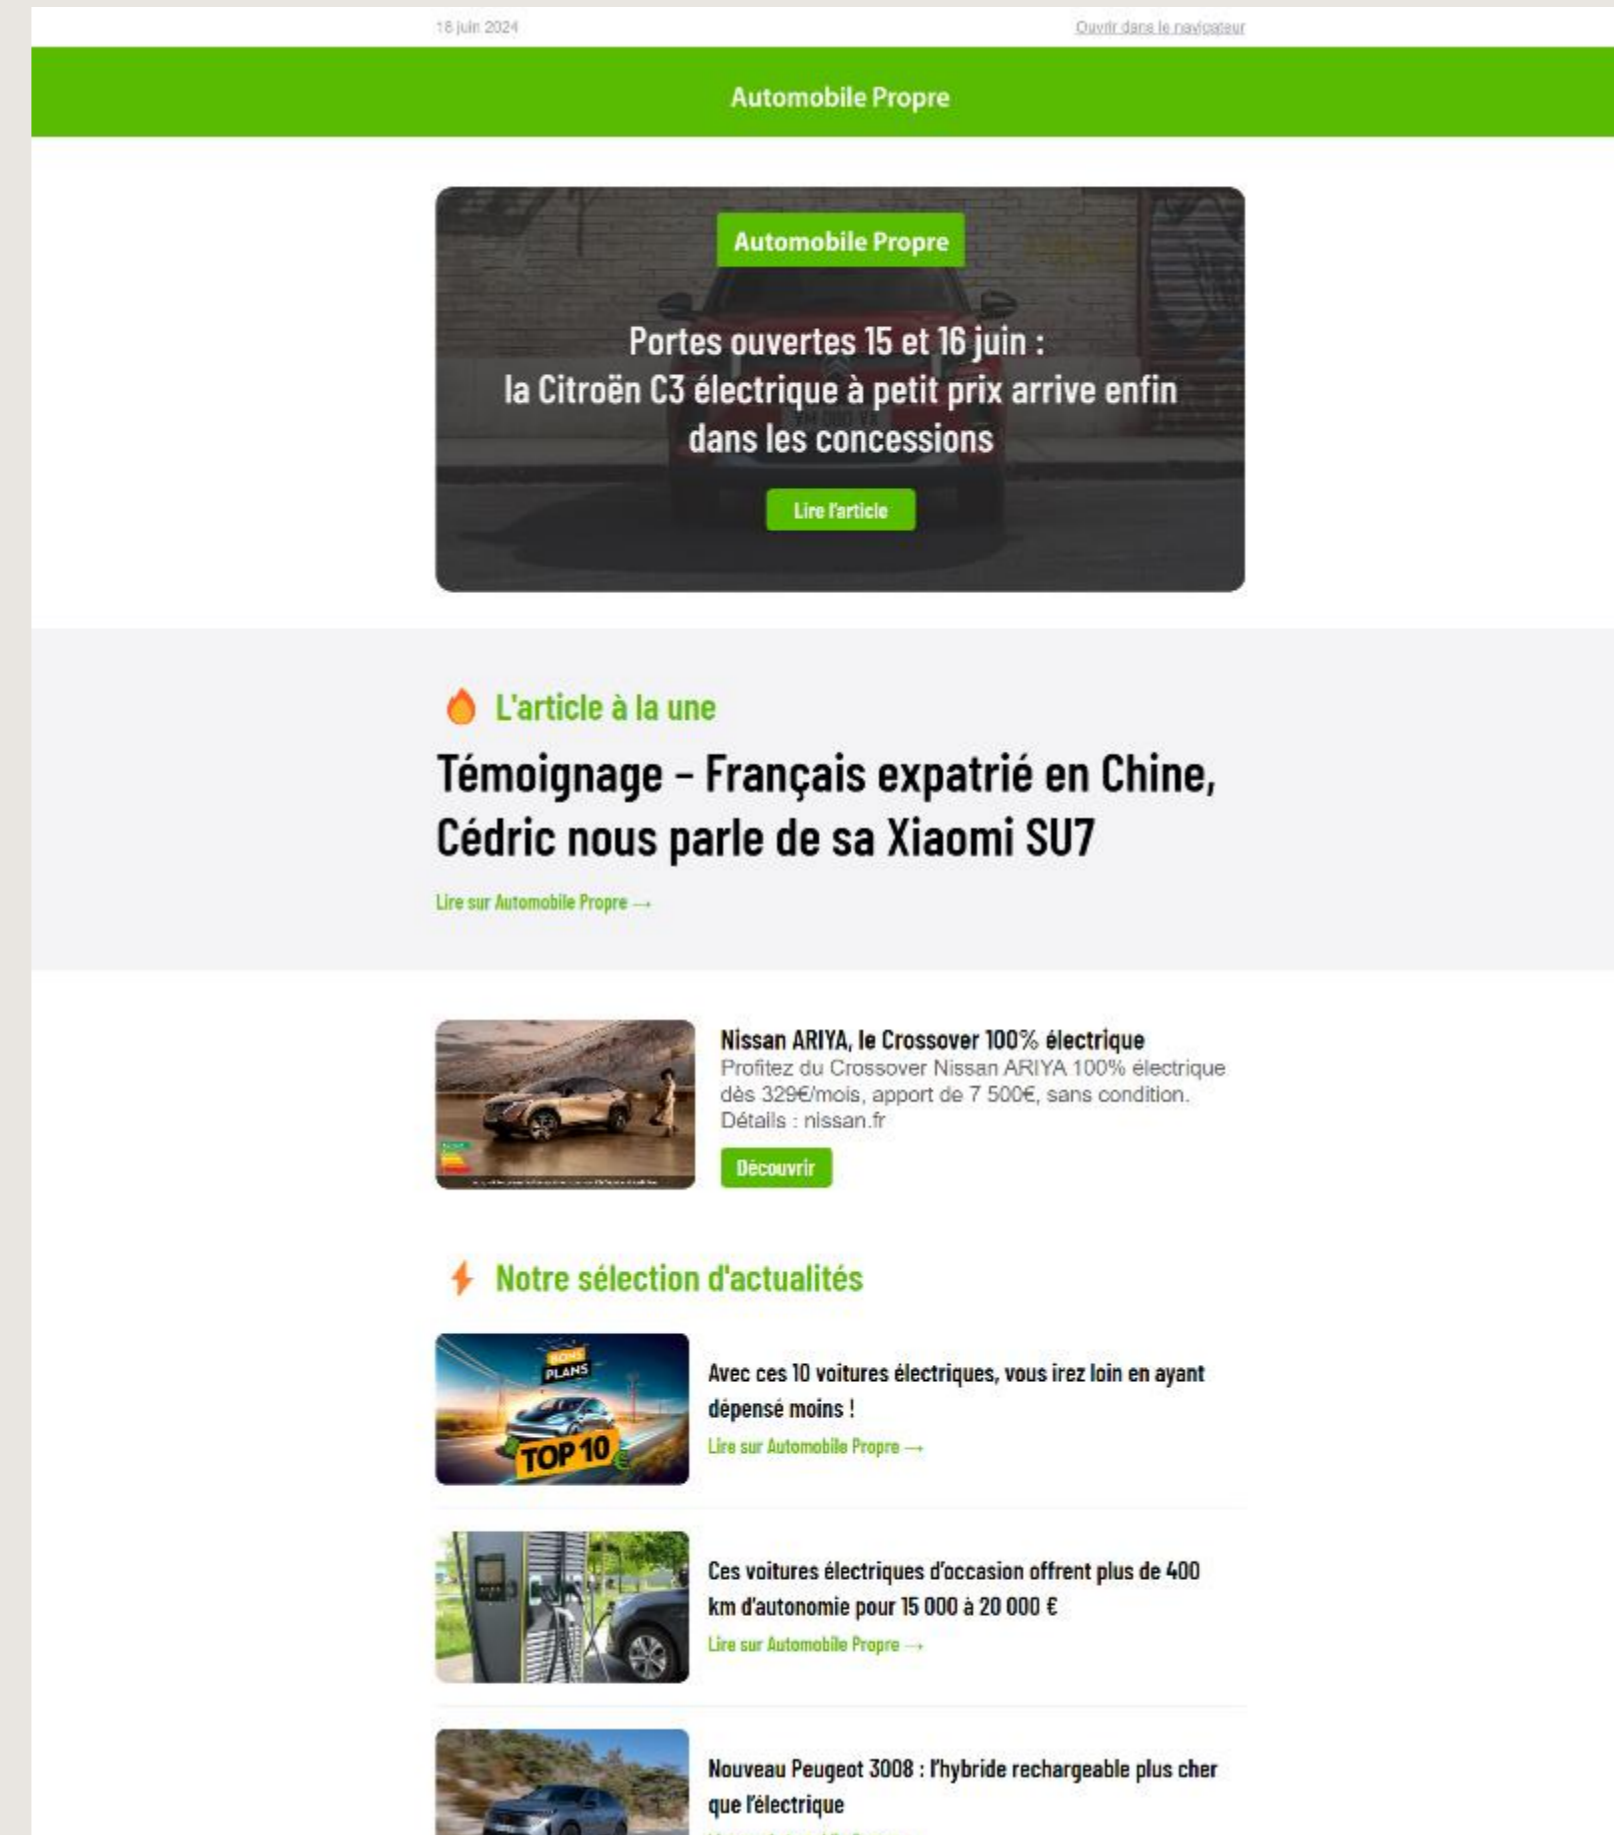 18 juin 2024
Ouvrir dans le navigateur
Automobile Propre
Automobile Propre
Portes ouvertes 15 et 16 juin :
la Citroën C3 électrique à petit prix arrive enfin
dans les concessions
Lire l'article
L'article à la une
Témoignage – Français expatrié en Chine,
Cédric nous parle de sa Xiaomi SU7
Lire sur Automobile Propre →
Nissan ARIYA, le Crossover 100% électrique
Profitez du Crossover Nissan ARIYA 100% électrique
dès 329€/mois, apport de 7 500€, sans condition.
Détails : nissan.fr
Découvrir
Notre sélection d'actualités
BONS
PLANS
TOP 10
Avec ces 10 voitures électriques, vous irez loin en ayant
dépensé moins !
Lire sur Automobile Propre →
Ces voitures électriques d’occasion offrent plus de 400
km d’autonomie pour 15 000 à 20 000 €
Lire sur Automobile Propre →
Nouveau Peugeot 3008 : l’hybride rechargeable plus cher
que l’électrique